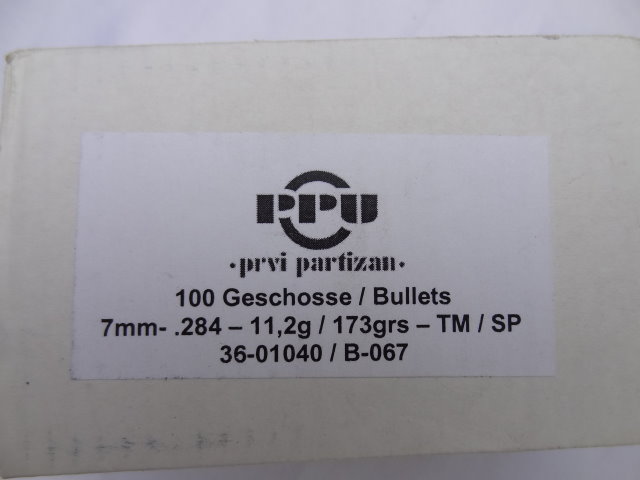 PPU
·prvi partizan·
100 Geschosse / Bullets
7mm- .284 – 11,2g / 173grs – TM / SP
36-01040 / B-067